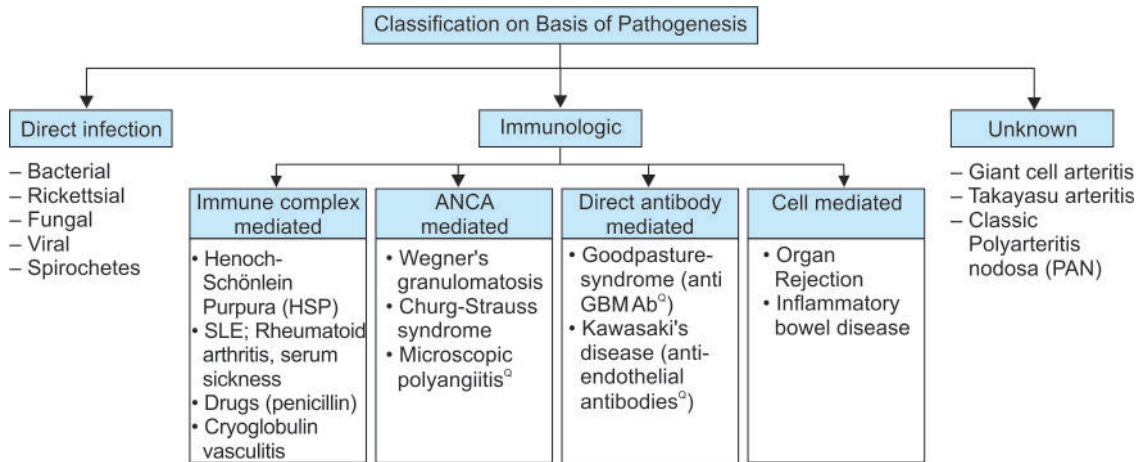 Classification on Basis of Pathogenesis
Direct infection
– Bacterial
– Rickettsial
– Fungal
– Viral
– Spirochetes
Immunologic
Immune complex
mediated
• Henoch-
Schönlein
Purpura (HSP)
• SLE; Rheumatoid
arthritis, serum
sickness
• Drugs (penicillin)
• Cryoglobulin
vasculitis
ANCA
mediated
• Wegner's
granulomatosis
• Churg-Strauss
syndrome
• Microscopic
polyangiitisQ
Direct antibody
mediated
• Goodpasture-
syndrome (anti
GBM AbQ)
• Kawasaki's
disease (anti-
endothelial
antibodiesQ)
Cell mediated
• Organ
Rejection
• Inflammatory
bowel disease
Unknown
– Giant cell arteritis
– Takayasu arteritis
– Classic
Polyarteritis
nodosa (PAN)